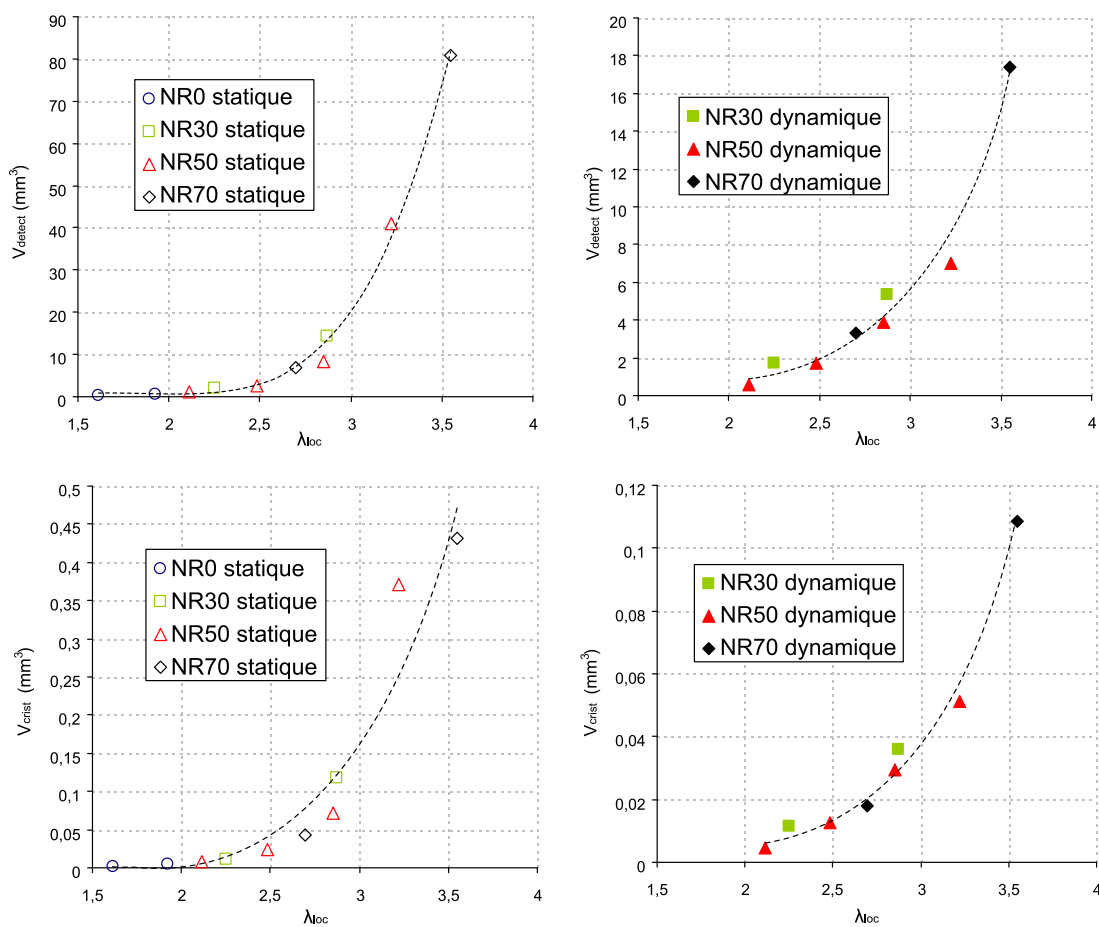 90
80
70
60
50
40
30
20
10
0
V detect (mm³)
NR0 statique
NR30 statique
NR50 statique
NR70 statique
1,5 2 2,5 3 3,5 4
λloc
20
18
16
14
12
10
8
6
4
2
0
V detect (mm³)
NR30 dynamique
NR50 dynamique
NR70 dynamique
1,5 2 2,5 3 3,5 4
λloc
0,5
0,45
0,4
0,35
0,3
0,25
0,2
0,15
0,1
0,05
0
V crist (mm³)
NR0 statique
NR30 statique
NR50 statique
NR70 statique
1,5 2 2,5 3 3,5 4
λloc
0,12
0,1
0,08
0,06
0,04
0,02
0
V crist (mm³)
NR30 dynamique
NR50 dynamique
NR70 dynamique
1,5 2 2,5 3 3,5 4
λloc